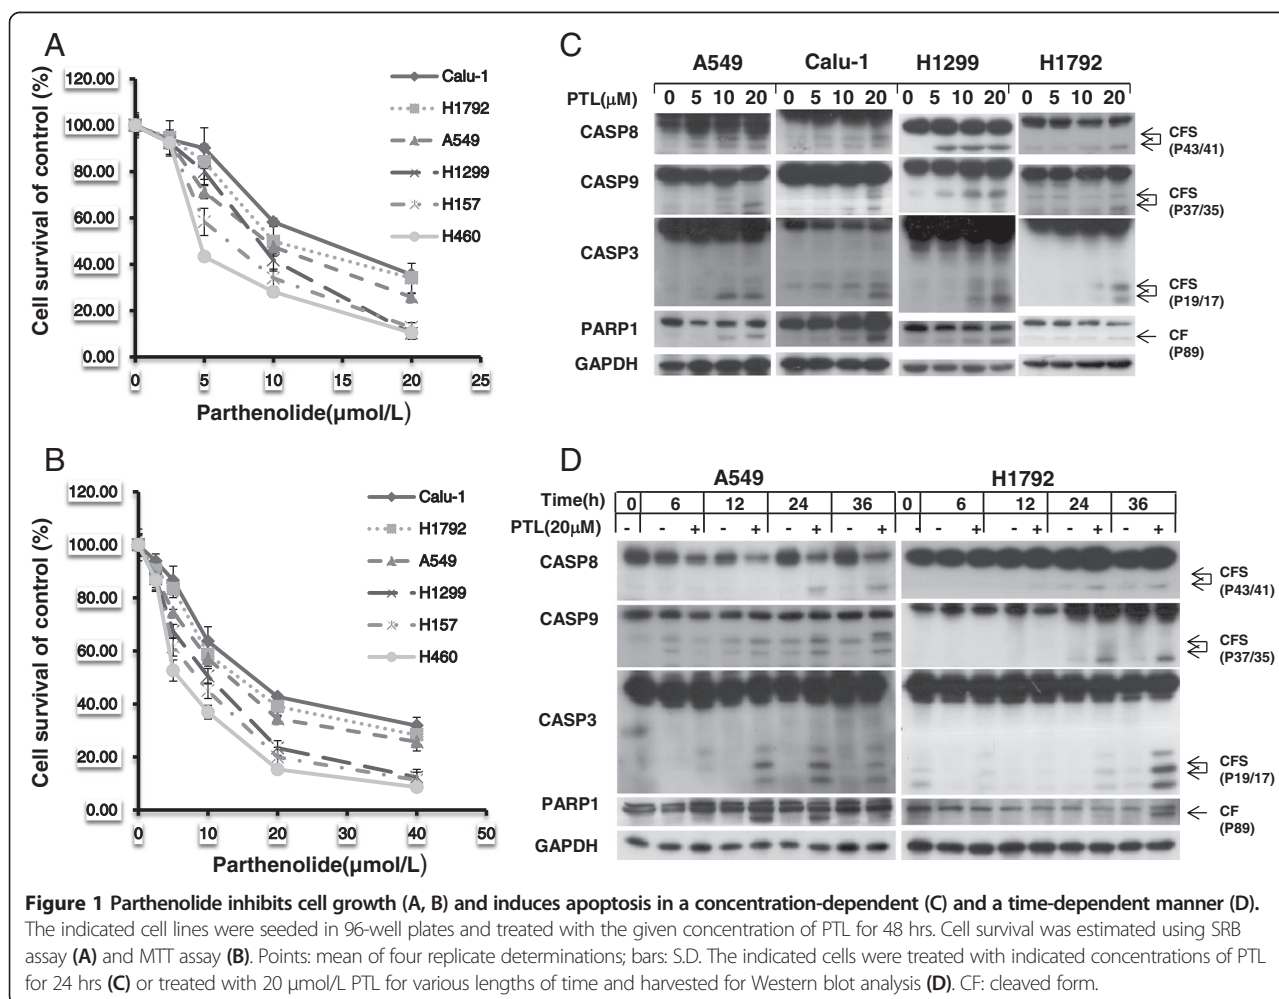 A
120.00
100.00
80.00
60.00
40.00
20.00
0.00
Cell survival of control (%)
0 5 10 15 20 25
Parthenolide(μmol/L)
Calu-1
H1792
A549
H1299
H157
H460
B
120.00
100.00
80.00
60.00
40.00
20.00
0.00
Cell survival of control (%)
0 10 20 30 40 50
Parthenolide(μmol/L)
Calu-1
H1792
A549
H1299
H157
H460
C
A549 Calu-1 H1299 H1792
PTL(μM) 0 5 10 20 0 5 10 20 0 5 10 20 0 5 10 20
CASP8 CFS
(P43/41)
CASP9 CFS
(P37/35)
CASP3 CFS
(P19/17)
PARP1 CF
(P89)
GAPDH
D
A549 H1792
Time(h) 0 6 12 24 36 0 6 12 24 36
PTL(20μM) - - + - + - + - + - - + - + - + - +
CASP8 CFS
(P43/41)
CASP9 CFS
(P37/35)
CASP3 CFS
(P19/17)
PARP1 CF
(P89)
GAPDH
Figure 1 Parthenolide inhibits cell growth (A, B) and induces apoptosis in a concentration-dependent (C) and a time-dependent manner (D).
The indicated cell lines were seeded in 96-well plates and treated with the given concentration of PTL for 48 hrs. Cell survival was estimated using SRB
assay (A) and MTT assay (B). Points: mean of four replicate determinations; bars: S.D. The indicated cells were treated with indicated concentrations of PTL
for 24 hrs (C) or treated with 20 μmol/L PTL for various lengths of time and harvested for Western blot analysis (D). CF: cleaved form.